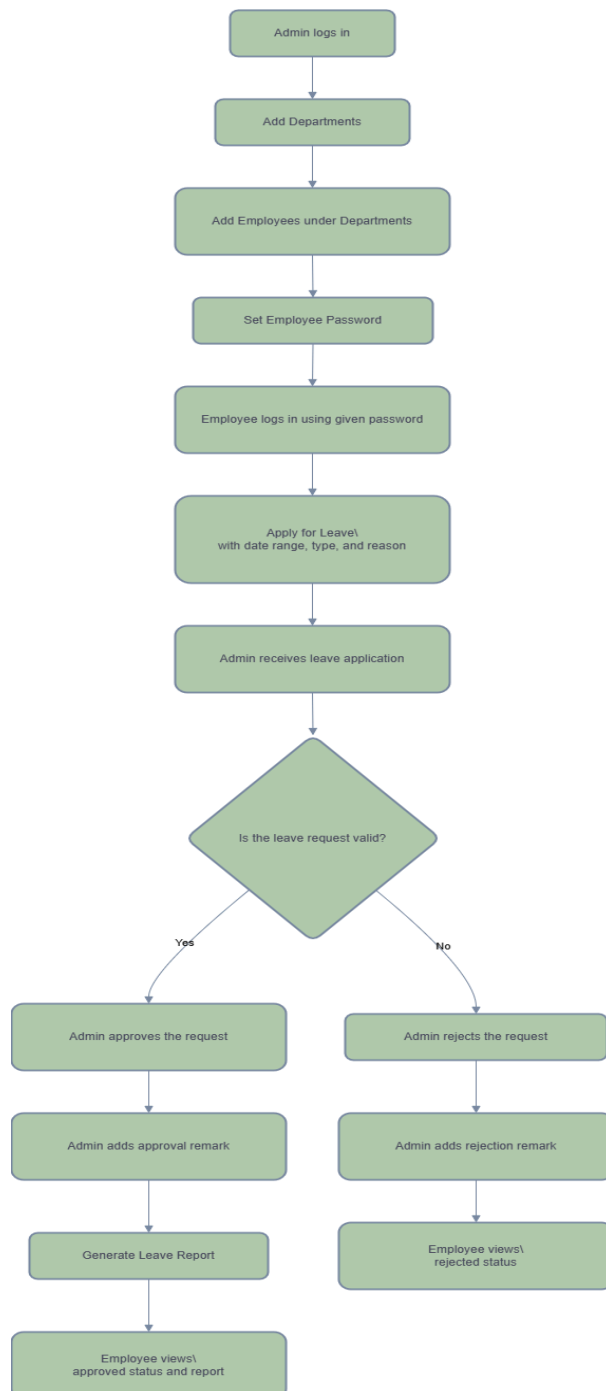 Admin logs in
Add Departments
Add Employees under Departments
Set Employee Password
Employee logs in using given password
Apply for Leave\
with date range, type, and reason
Admin receives leave application
Is the leave request valid?
Yes
No
Admin approves the request
Admin rejects the request
Admin adds approval remark
Admin adds rejection remark
Generate Leave Report
Employee views\
rejected status
Employee views\
approved status and report